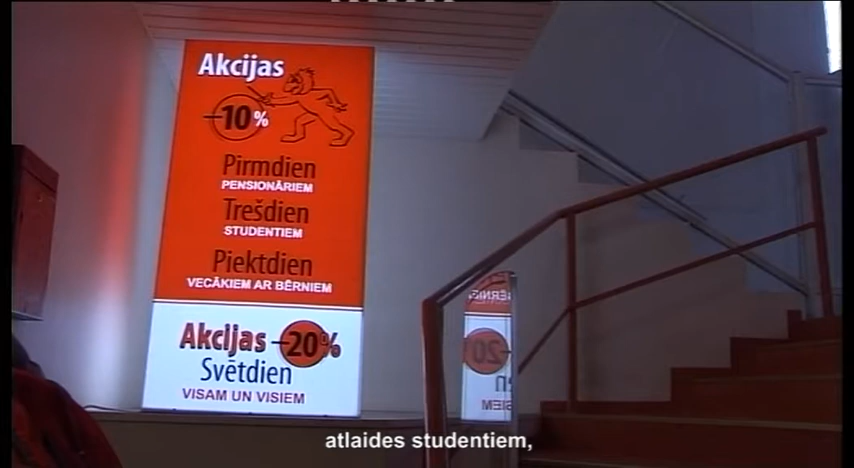 Akcijas
-10%
Pirmdien
PENSIONĀRIEM
Trešdien
STUDENTIEM
Piektdien
VECĀKIEM AR BĒRNIEM
Akcijas -20%
Svētdien
VISAM UN VISIEM
atlaides studentiem,